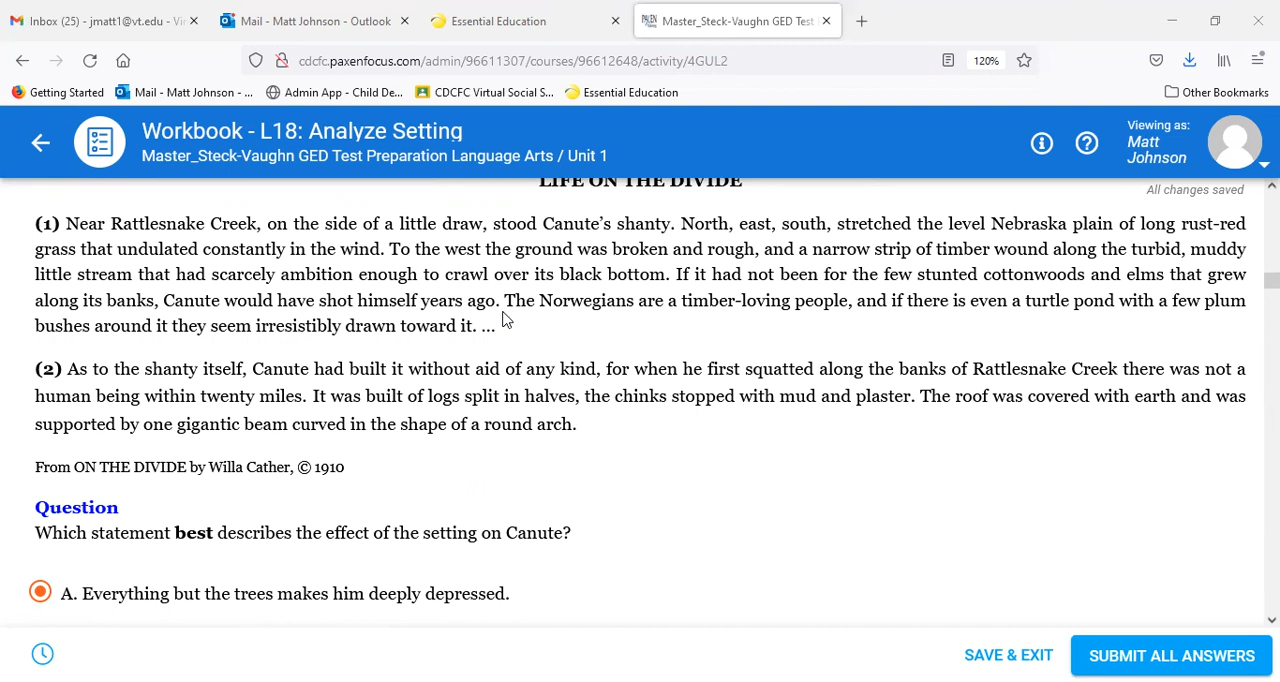 Inbox (25) - jmatt1@vt.edu - Vir
Mail - Matt Johnson - Outlook
Essential Education
Master_Steck-Vaughn GED Test
cdcfc.paxenfocus.com/admin/96611307/courses/96612648/activity/4GUL2
120%
Getting Started
Mail - Matt Johnson - ...
Admin App - Child De...
CDCFC Virtual Social S...
Essential Education
Other Bookmarks
Workbook - L18: Analyze Setting
Master_Steck-Vaughn GED Test Preparation Language Arts / Unit 1
Viewing as:
Matt
Johnson
LIFE ON THE DIVIDE
All changes saved
(1) Near Rattlesnake Creek, on the side of a little draw, stood Canute's shanty. North, east, south, stretched the level Nebraska plain of long rust-red
grass that undulated constantly in the wind. To the west the ground was broken and rough, and a narrow strip of timber wound along the turbid, muddy
little stream that had scarcely ambition enough to crawl over its black bottom. If it had not been for the few stunted cottonwoods and elms that grew
along its banks, Canute would have shot himself years ago. The Norwegians are a timber-loving people, and if there is even a turtle pond with a few plum
bushes around it they seem irresistibly drawn toward it. ...
(2) As to the shanty itself, Canute had built it without aid of any kind, for when he first squatted along the banks of Rattlesnake Creek there was not a
human being within twenty miles. It was built of logs split in halves, the chinks stopped with mud and plaster. The roof was covered with earth and was
supported by one gigantic beam curved in the shape of a round arch.
From ON THE DIVIDE by Willa Cather, © 1910
Question
Which statement best describes the effect of the setting on Canute?
A. Everything but the trees makes him deeply depressed.
SAVE & EXIT
SUBMIT ALL ANSWERS